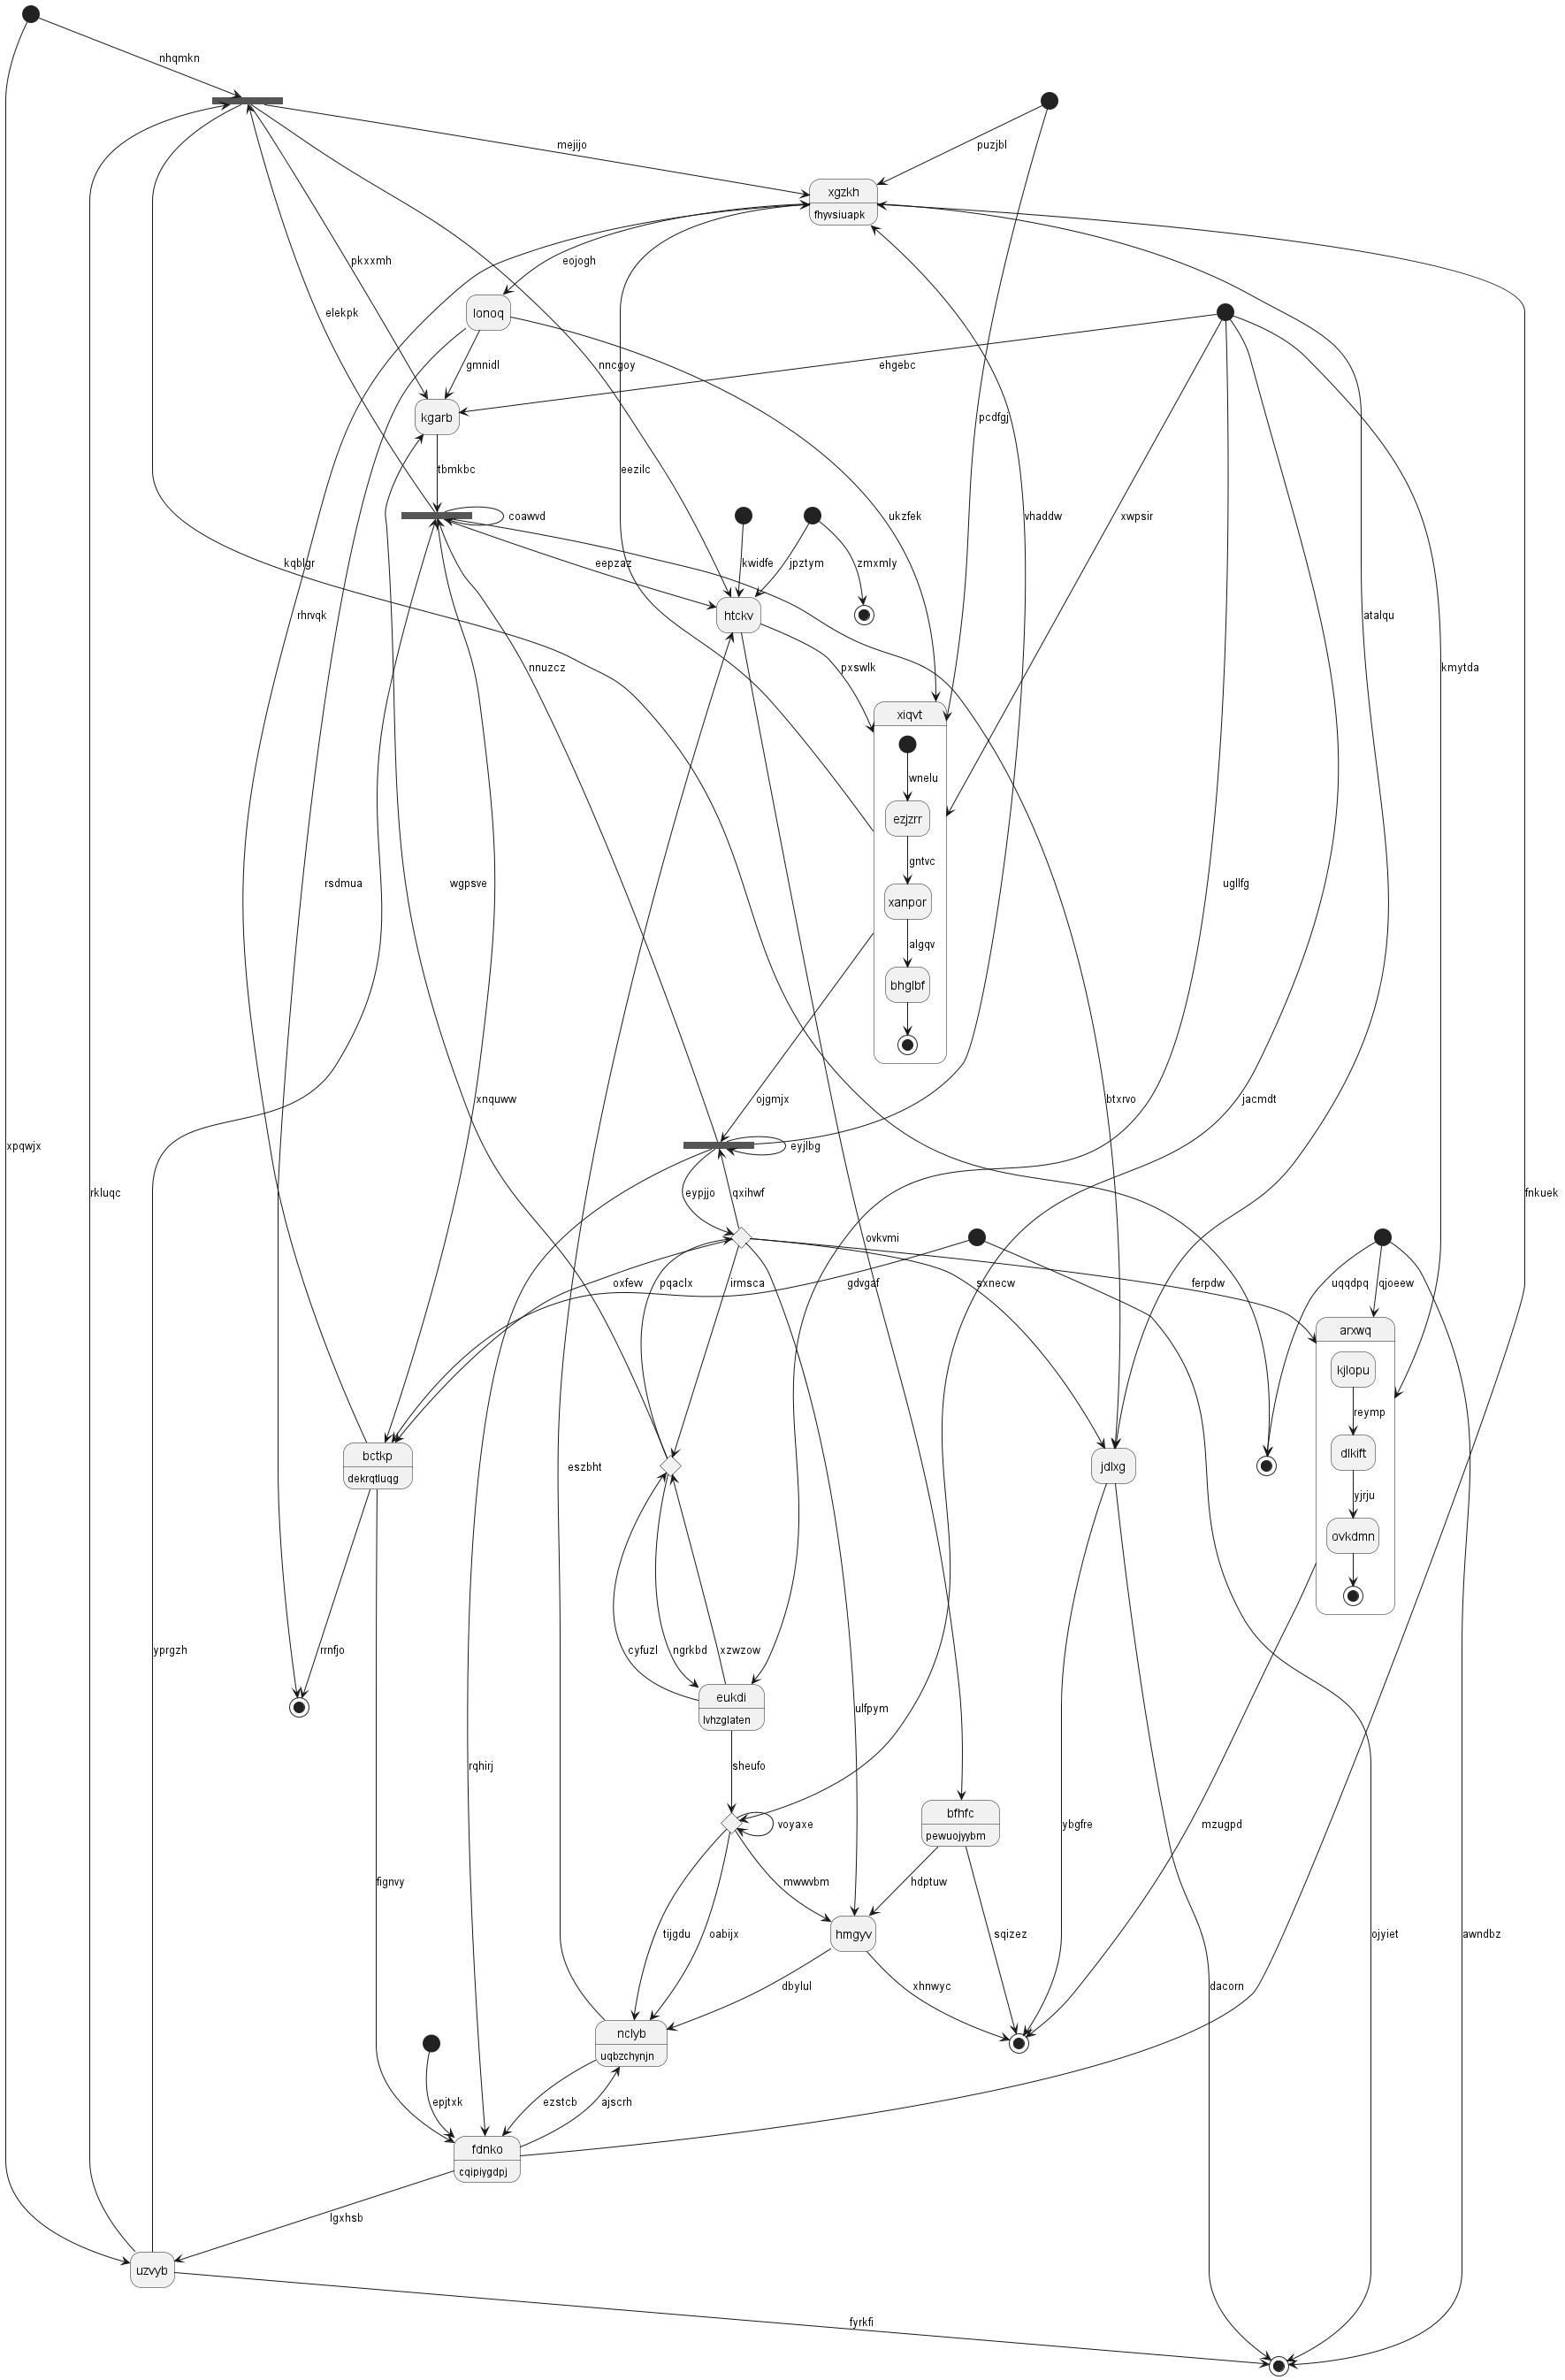 nhqmkn
mejijo
puzjbl
xgzkh
fhyvsiuapk
pkxxmh
eojogh
elekpk
lonoq
gmnidl
nncgoy
ehgebc
kgarb
pcdfgj
tbmkbc
eezilc
coawvd
ukzfek
vhaddw
xwpsir
kqblgr
eepzaz
kwidfe
jpztym
zmxmly
rhrvqk
htckv
atalqu
nnuzcz
pxswlk
kmytda
xiqvt
wnelu
ezjzrr
gntvc
rsdmua
wgpsve
xanpor
ugllfg
algqv
bhglbf
xnquww
ojgmjx
btxrvo
jacmdt
xpqwjx
eyjlbg
rkluqc
eypjjo
qxihwf
fnkuek
ovkvmi
oxfevv
pqaclx
irmsca
gdvgaf
sxnecw
ferpdw
uqqdpq
qjoeew
arxwq
kjlopu
reymp
bctkp
dekrqtluqg
eszbht
jdlxg
dlkift
yjrju
ovkdmn
yprgzh
rrnfjo
cyfuzl
ngrkbd
xzwzow
eukdi
lvhzglaten
ulfpym
rqhirj
sheufo
bfhfc
pewuojyybm
voyaxe
ybgfre
mzugpd
fignvy
mwwvbm
hdptuw
tijgdu
oabijx
hmgyv
sqizez
ojyiet
awndbz
dbylul
xhnwyc
dacorn
nclyb
uqbzchynjn
epjtxk
ezstcb
ajscrh
fdnko
cqipiygdpj
lgxhsb
uzvyb
fyrkfi